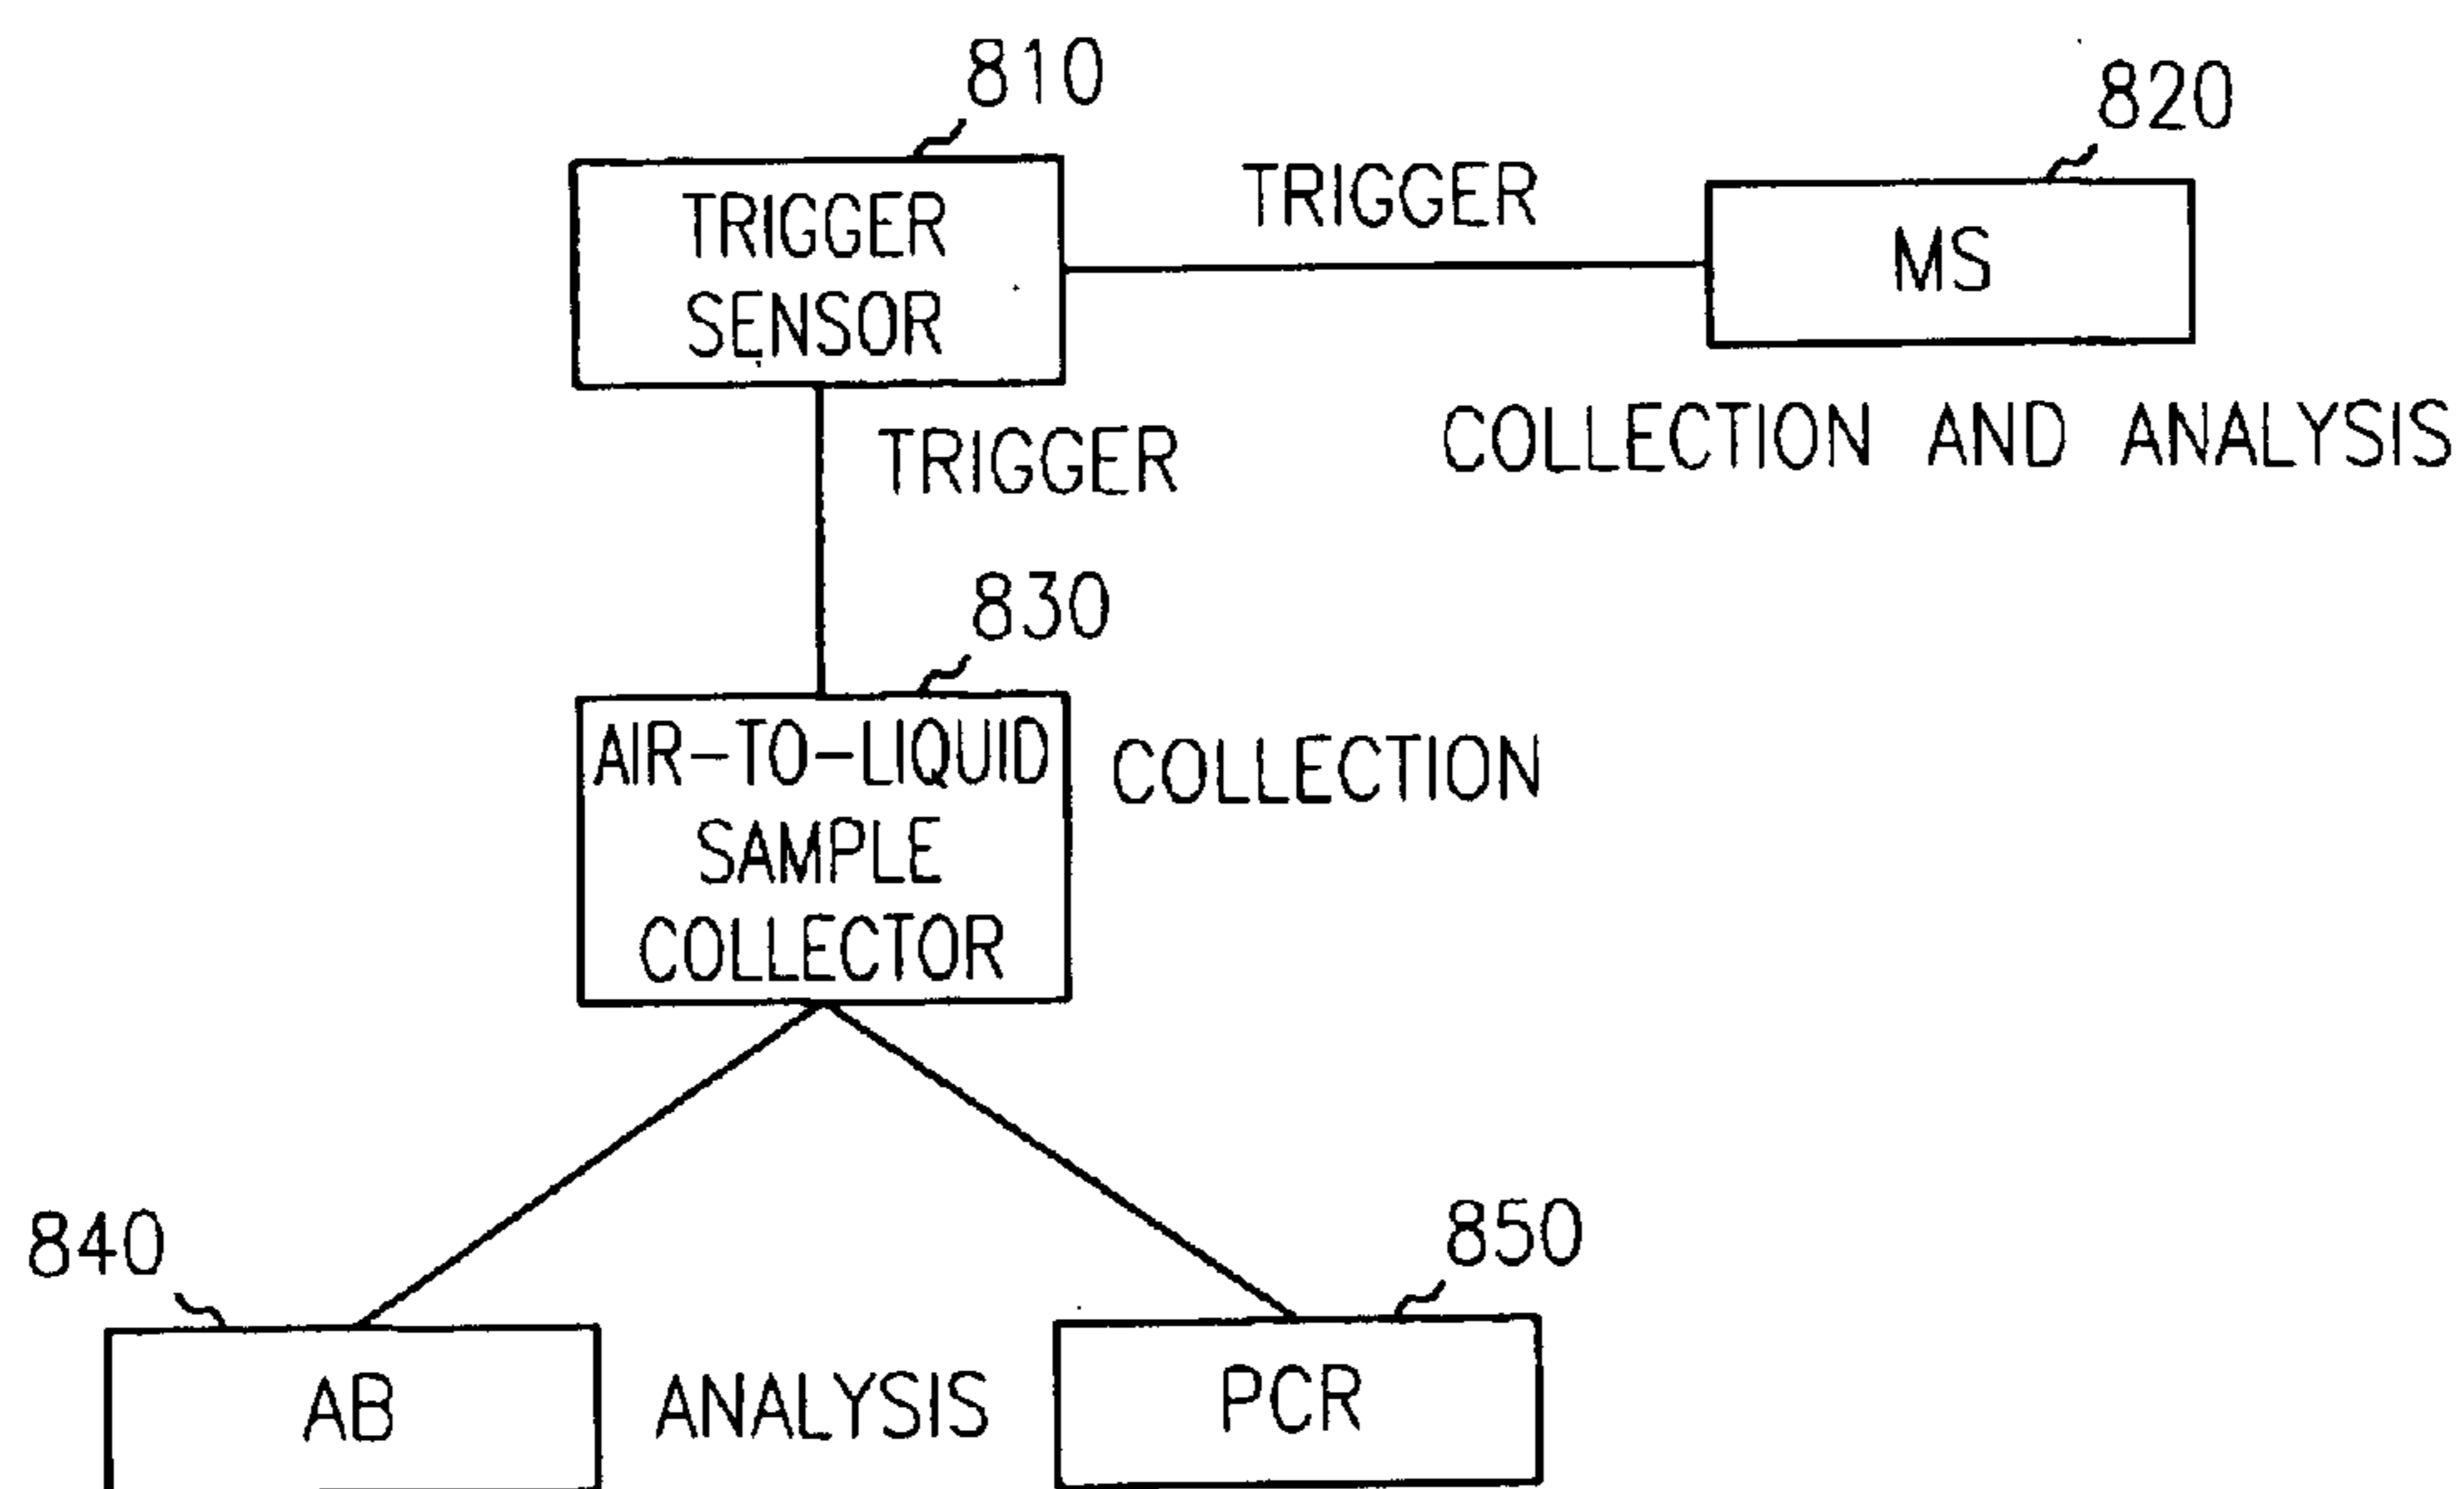 810
820
TRIGGER
SENSOR
TRIGGER
MS
COLLECTION AND ANALYSIS
TRIGGER
830
AIR-TO-LIQUID
SAMPLE
COLLECTOR
COLLECTION
840
850
AB
ANALYSIS
PCR